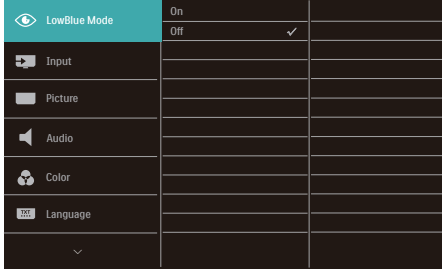 LowBlue Mode
On
Off
Input
Picture
Audio
Color
TXT
Language